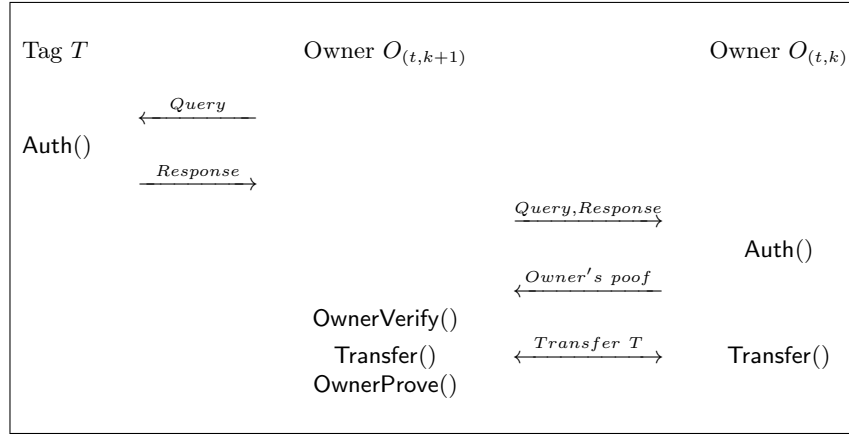 Tag T Owner O(t,k+1) Owner O(t,k)
Query
Auth()
Response
Query,Response
Auth()
Owner's poof
OwnerVerify()
Transfer() Transfer T Transfer()
OwnerProve()